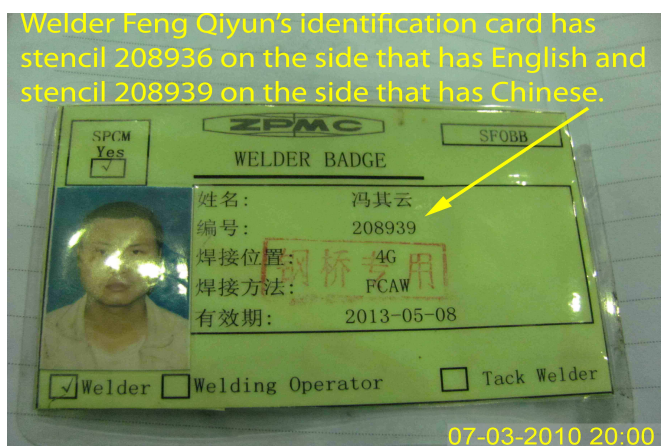 Welder Feng Qiyun's identification card has
stencil 208936 on the side that has English and
stencil 208939 on the side that has Chinese.
SPCM
Yes
ZPMC
SFOBB
WELDER BADGE
姓名: 冯其云
编号: 208939
焊接位置: 4G
钢桥专用
焊接方法: FCAW
有效期: 2013-05-08
Welder
Welding Operator
Tack Welder
07-03-2010 20:00